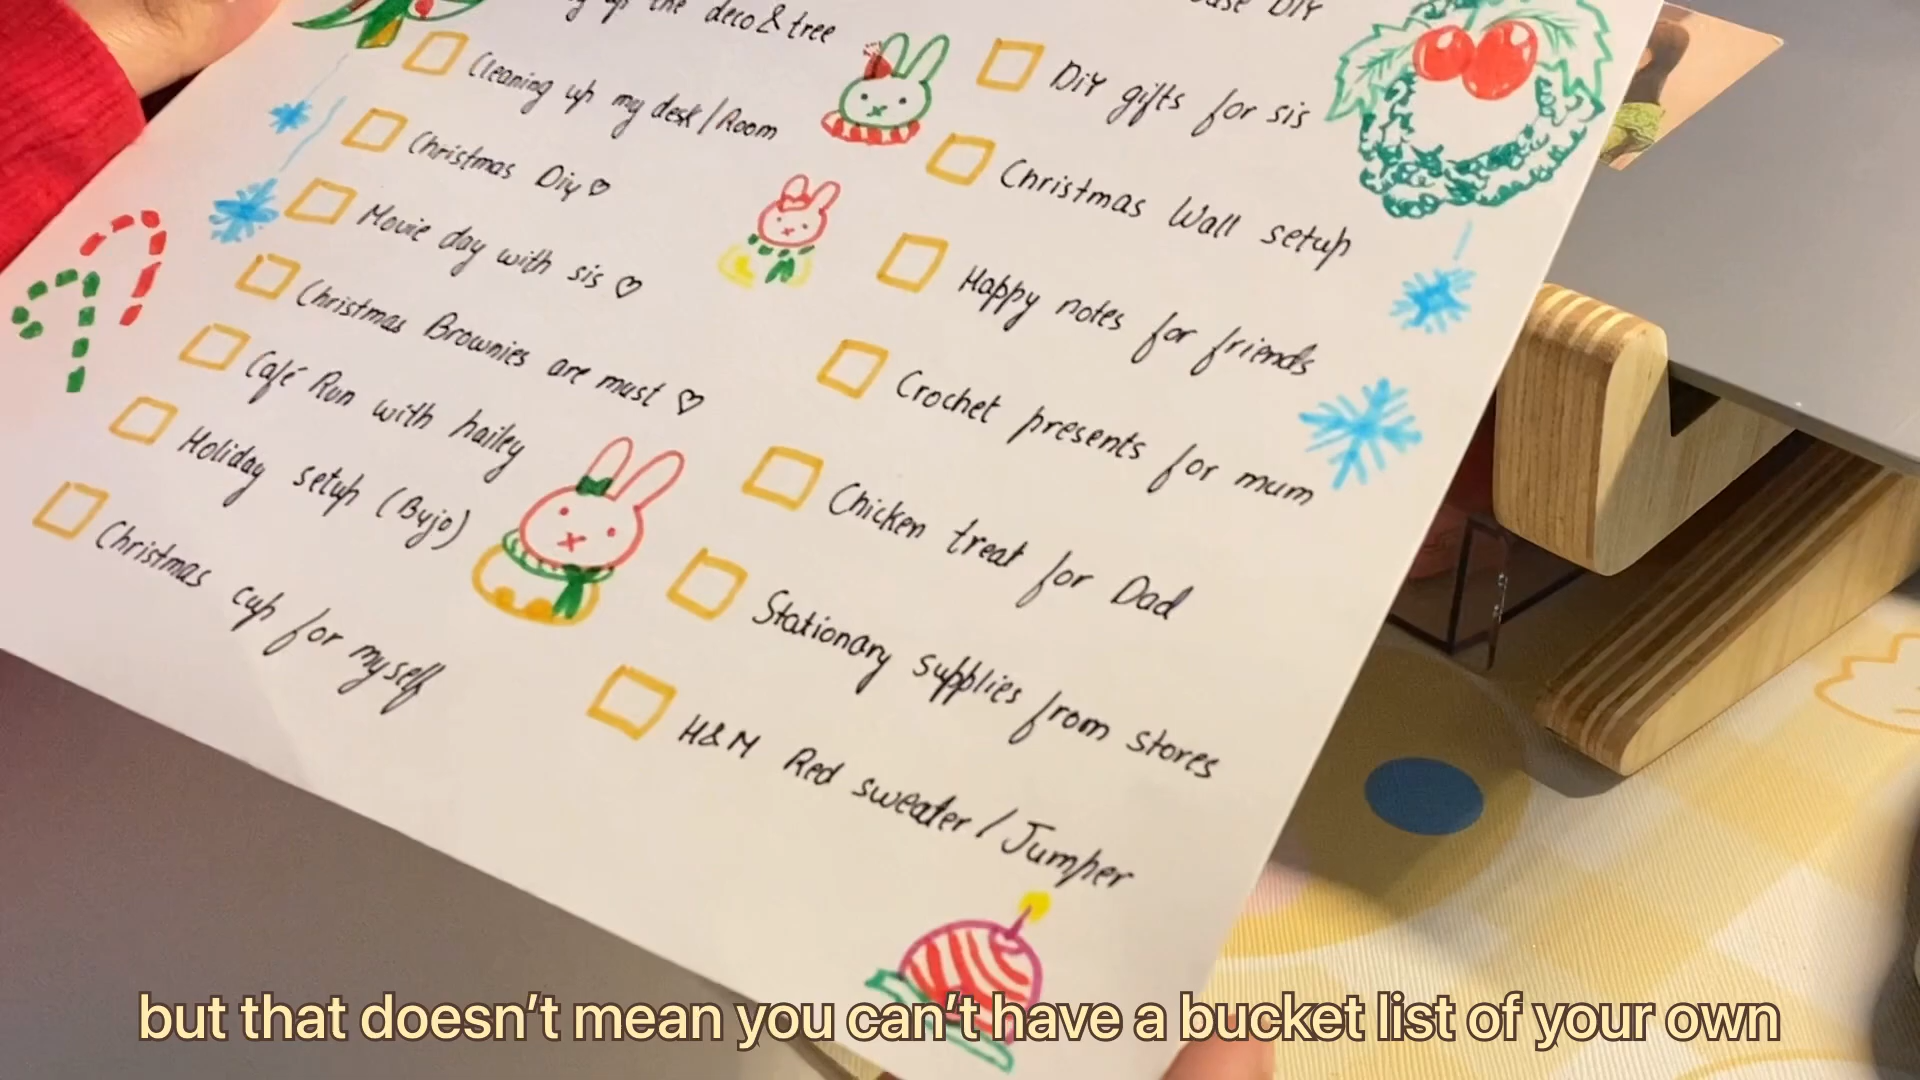 up the deco & tree
Cleaning up my desk/Room
Christmas Diy ♡
Movie day with sis ♡
Christmas Brownies are must ♡
Café Run with hailey
Holiday setup (Bujo)
Christmas cup for myself
DIY
DiY gifts for sis
Christmas Wall setup
Happy notes for friends
Crochet presents for mum
Chicken treat for Dad
Stationary supplies from stores
H&M Red sweater/Jumper
but that doesn't mean you can't have a bucket list of your own